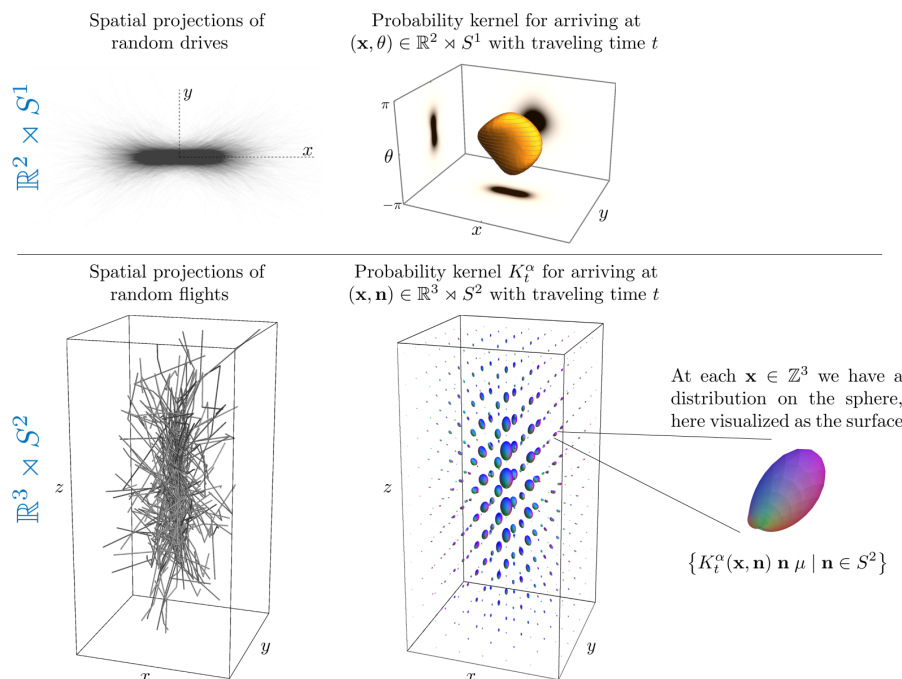 Spatial projections of
random drives
Probability kernel for arriving at
(𝐱, θ) ∈ ℝ² ⋊ S¹ with traveling time t
ℝ² ⋊ S¹
y
x
π
θ
−π
x
y
Spatial projections of
random flights
Probability kernel Kₜᵅ for arriving at
(𝐱, 𝐧) ∈ ℝ³ ⋊ S² with traveling time t
ℝ³ ⋊ S²
z
x
y
z
x
y
At each 𝐱 ∈ ℤ³ we have a
distribution on the sphere,
here visualized as the surface
{Kₜᵅ(𝐱, 𝐧) 𝐧 μ | 𝐧 ∈ S²}